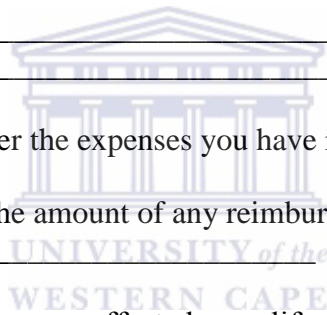 er the expenses you have
he amount of any reimbur
UNIVERSITY of the
WESTERN CAPE